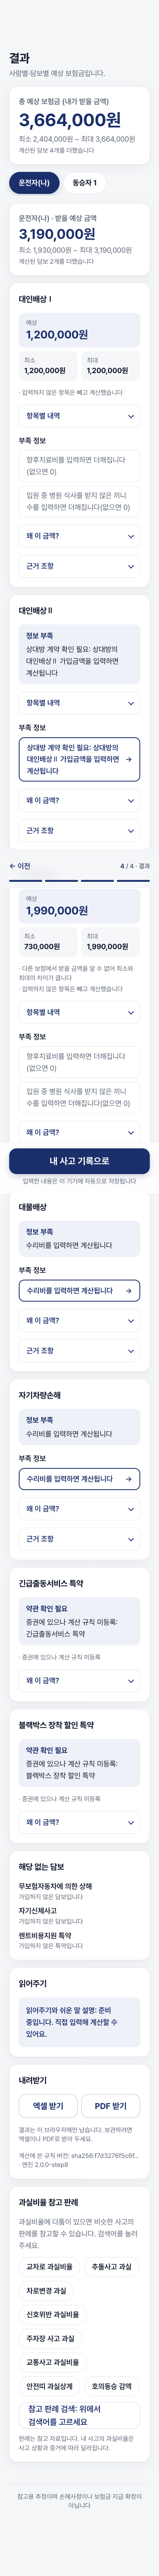 결과
사람별·담보별 예상 보험금입니다.
총 예상 보험금 (내가 받을 금액)
3,664,000원
최소 2,404,000원 ~ 최대 3,664,000원
계산된 담보 4개를 더했습니다
운전자(나)
동승자 1
운전자(나) · 받을 예상 금액
3,190,000원
최소 1,930,000원 ~ 최대 3,190,000원
계산된 담보 2개를 더했습니다
대인배상 I
예상
1,200,000원
최소
1,200,000원
최대
1,200,000원
· 입력하지 않은 항목은 빼고 계산했습니다
항목별 내역
부족 정보
향후치료비를 입력하면 더해집니다
(없으면 0)
입원 중 병원 식사를 받지 않은 끼니
수를 입력하면 더해집니다(없으면 0)
왜 이 금액?
근거 조항
대인배상 II
정보 부족
상대방 계약 확인 필요: 상대방의
대인배상 II 가입금액을 입력하면
계산됩니다
항목별 내역
부족 정보
상대방 계약 확인 필요: 상대방의
대인배상 II 가입금액을 입력하면
계산됩니다
→
왜 이 금액?
근거 조항
← 이전
4 / 4 · 결과
예상
1,990,000원
최소
730,000원
최대
1,990,000원
· 다른 보험에서 받을 금액을 알 수 없어 최소와
최대의 차이가 큽니다
· 입력하지 않은 항목은 빼고 계산했습니다
항목별 내역
부족 정보
향후치료비를 입력하면 더해집니다
(없으면 0)
입원 중 병원 식사를 받지 않은 끼니
수를 입력하면 더해집니다(없으면 0)
왜 이 금액?
내 사고 기록으로
입력한 내용은 이 기기에 자동으로 저장됩니다
대물배상
정보 부족
수리비를 입력하면 계산됩니다
부족 정보
수리비를 입력하면 계산됩니다 →
왜 이 금액?
근거 조항
자기차량손해
정보 부족
수리비를 입력하면 계산됩니다
부족 정보
수리비를 입력하면 계산됩니다 →
왜 이 금액?
근거 조항
긴급출동서비스 특약
약관 확인 필요
증권에 있으나 계산 규칙 미등록:
긴급출동서비스 특약
· 증권에 있으나 계산 규칙 미등록
왜 이 금액?
블랙박스 장착 할인 특약
약관 확인 필요
증권에 있으나 계산 규칙 미등록:
블랙박스 장착 할인 특약
· 증권에 있으나 계산 규칙 미등록
왜 이 금액?
해당 없는 담보
무보험자동차에 의한 상해
가입하지 않은 담보입니다
자기신체사고
가입하지 않은 담보입니다
렌트비용지원 특약
가입하지 않은 특약입니다
읽어주기
읽어주기와 쉬운 말 설명: 준비
중입니다. 직접 입력해 계산할 수
있어요.
내려받기
엑셀 받기
PDF 받기
결과는 이 브라우저에만 남습니다. 보관하려면
엑셀이나 PDF로 받아 두세요.
계산에 쓴 규칙 버전: sha256:f7d3276f5c6f…
· 엔진 2.0.0-step8
과실비율 참고 판례
과실비율에 다툼이 있으면 비슷한 사고의
판례를 참고할 수 있습니다. 검색어를 눌러
주세요.
교차로 과실비율
추돌사고 과실
차로변경 과실
신호위반 과실비율
주차장 사고 과실
교통사고 과실비율
안전띠 과실상계
호의동승 감액
참고 판례 검색: 위에서
검색어를 고르세요
판례는 참고 자료입니다. 내 사고의 과실비율은
사고 상황과 증거에 따라 달라집니다.
참고용 추정이며 손해사정이나 보험금 지급 확정이
아닙니다